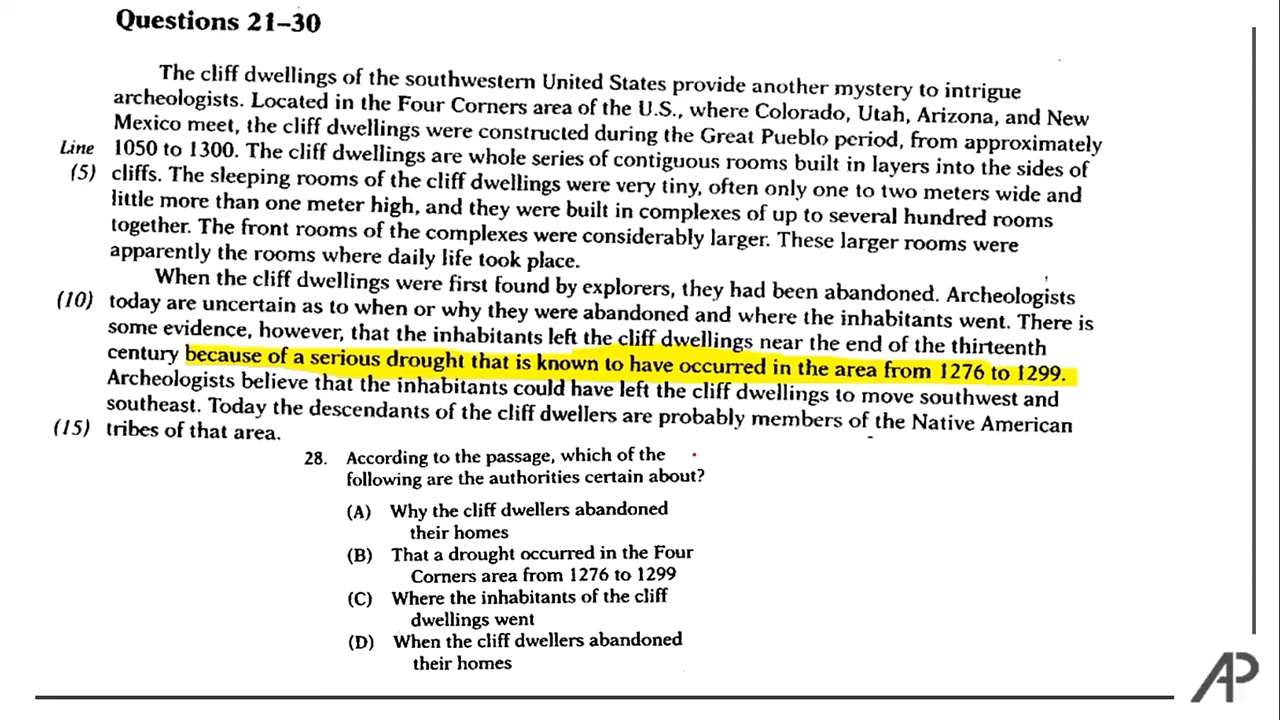 Questions 21–30
The cliff dwellings of the southwestern United States provide another mystery to intrigue
archeologists. Located in the Four Corners area of the U.S., where Colorado, Utah, Arizona, and New
Mexico meet, the cliff dwellings were constructed during the Great Pueblo period, from approximately
Line 1050 to 1300. The cliff dwellings are whole series of contiguous rooms built in layers into the sides of
(5) cliffs. The sleeping rooms of the cliff dwellings were very tiny, often only one to two meters wide and
little more than one meter high, and they were built in complexes of up to several hundred rooms
together. The front rooms of the complexes were considerably larger. These larger rooms were
apparently the rooms where daily life took place.
When the cliff dwellings were first found by explorers, they had been abandoned. Archeologists
(10) today are uncertain as to when or why they were abandoned and where the inhabitants went. There is
some evidence, however, that the inhabitants left the cliff dwellings near the end of the thirteenth
century because of a serious drought that is known to have occurred in the area from 1276 to 1299.
Archeologists believe that the inhabitants could have left the cliff dwellings to move southwest and
southeast. Today the descendants of the cliff dwellers are probably members of the Native American
(15) tribes of that area.
28. According to the passage, which of the
following are the authorities certain about?
(A) Why the cliff dwellers abandoned
their homes
(B) That a drought occurred in the Four
Corners area from 1276 to 1299
(C) Where the inhabitants of the cliff
dwellings went
(D) When the cliff dwellers abandoned
their homes
AP